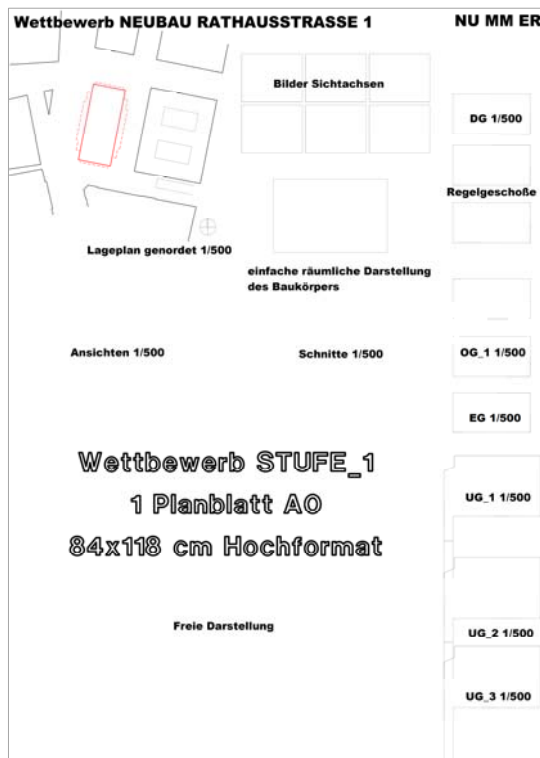 Wettbewerb NEUBAU RATHAUSSTRASSE 1
NU MM ER
Bilder Sichtachsen
DG 1/500
Regelgeschoße
Lageplan genordet 1/500
einfache räumliche Darstellung
des Baukörpers
Ansichten 1/500
Schnitte 1/500
OG_1 1/500
EG 1/500
Wettbewerb STUFE_1
1 Planblatt AO
84x118 cm Hochformat
UG_1 1/500
Freie Darstellung
UG_2 1/500
UG_3 1/500